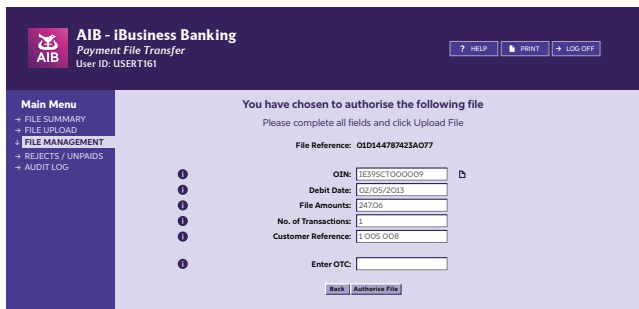 AIB
AIB - iBusiness Banking
Payment File Transfer
User ID: USERT161
? HELP
PRINT
→ LOG OFF
Main Menu
→ FILE SUMMARY
→ FILE UPLOAD
↓ FILE MANAGEMENT
→ REJECTS / UNPAIDS
→ AUDIT LOG
You have chosen to authorise the following file
Please complete all fields and click Upload File
File Reference: O1D144787423AO77
OIN: IE39SCT000009
Debit Date: 02/05/2013
File Amounts: 247.06
No. of Transactions: 1
Customer Reference: 1 005 008
Enter OTC:
Back
Authorise File